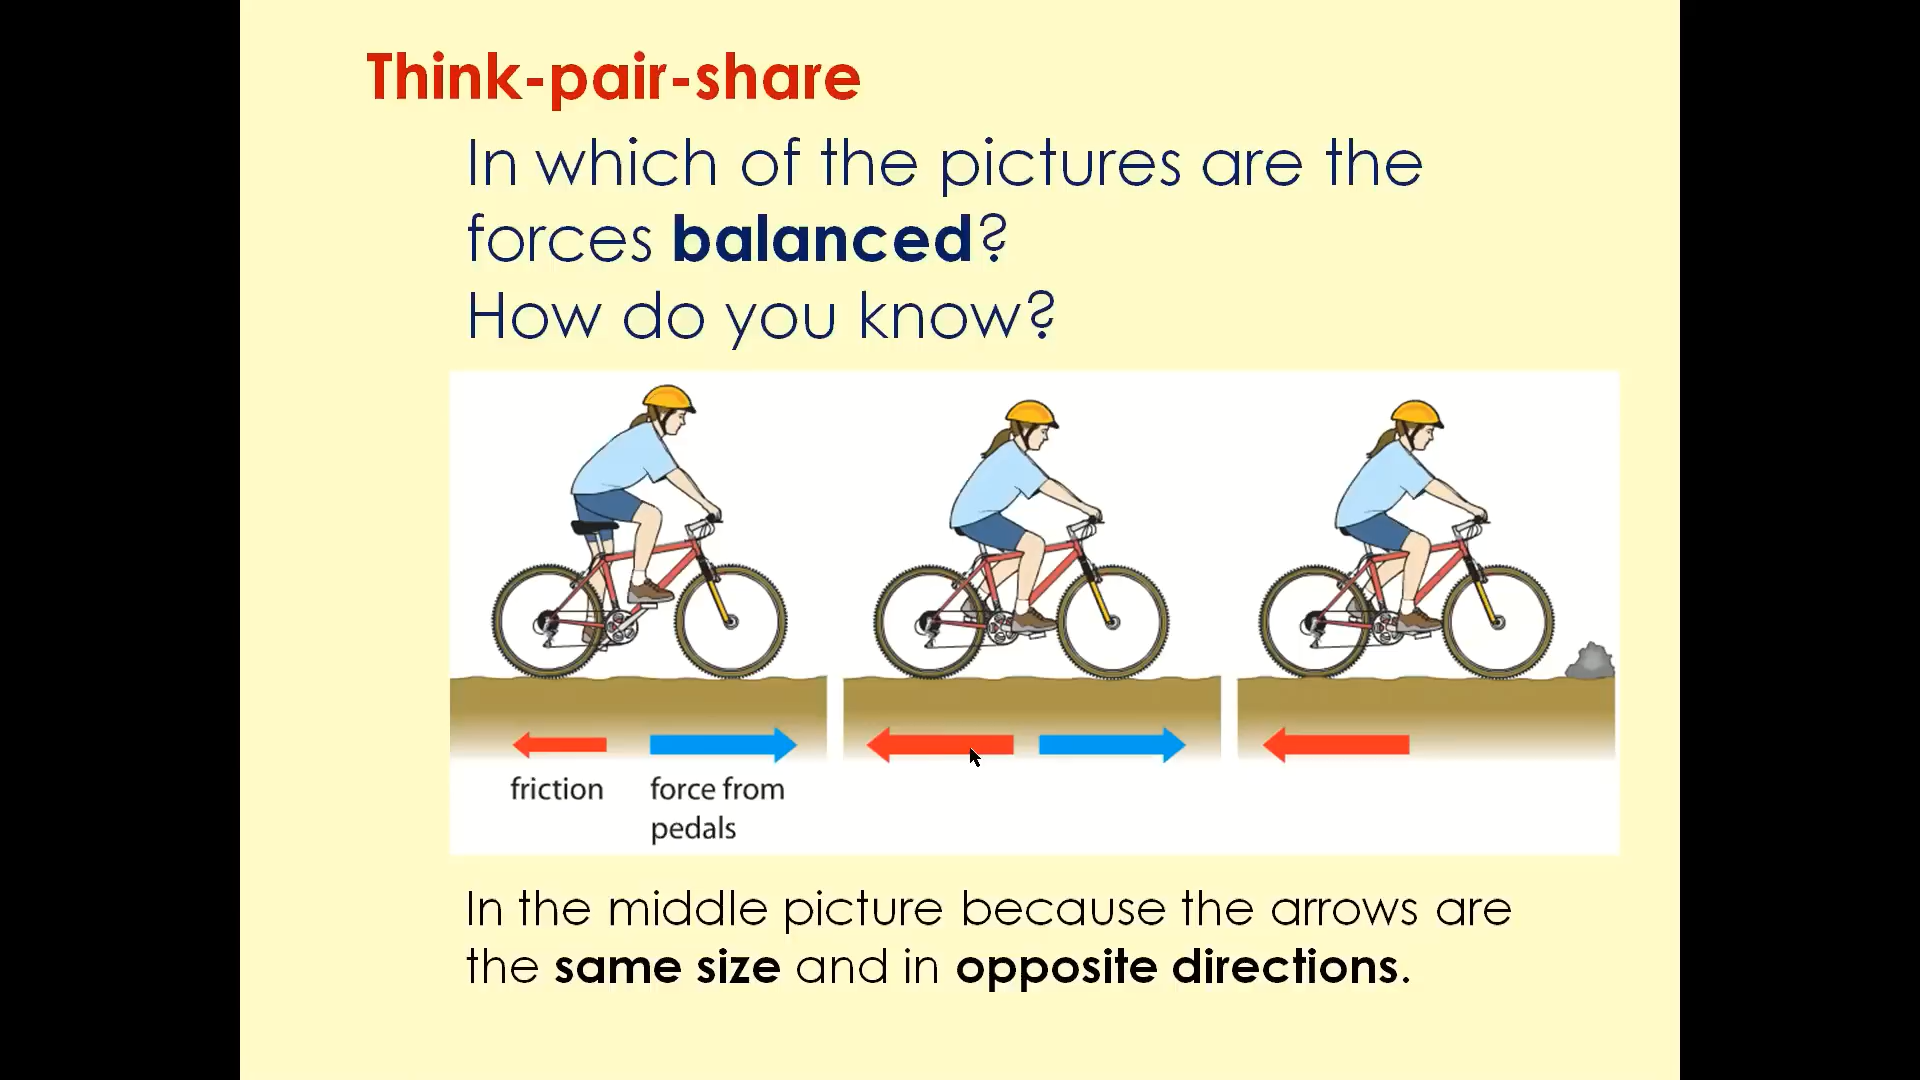 Think-pair-share
In which of the pictures are the
forces balanced?
How do you know?
friction
force from
pedals
In the middle picture because the arrows are
the same size and in opposite directions.